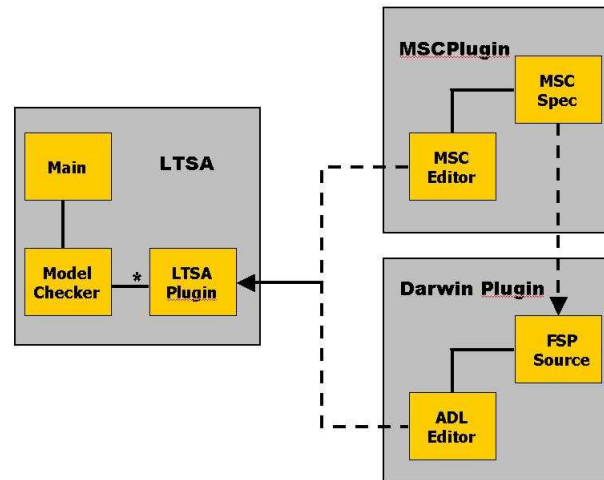 MSCPlugin
MSC
Spec
MSC
Editor
LTSA
Main
Model
Checker
*
LTSA
Plugin
Darwin Plugin
FSP
Source
ADL
Editor